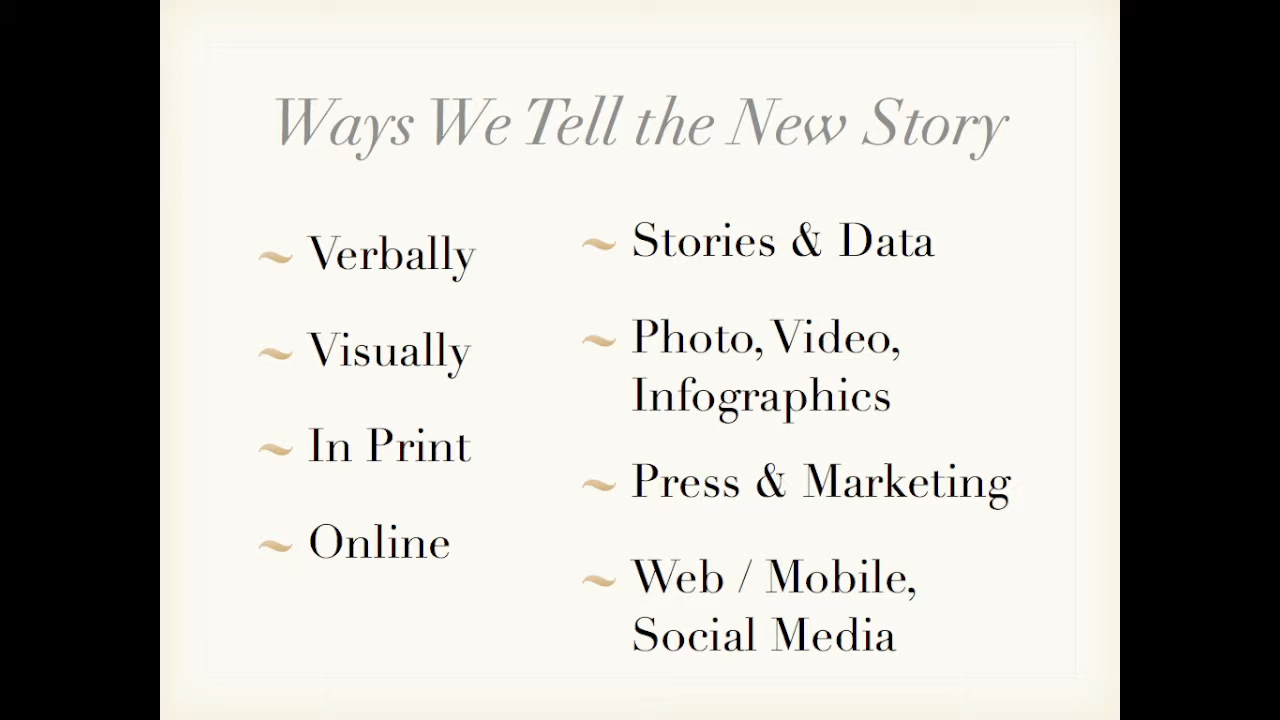 Ways We Tell the New Story
Verbally
Visually
In Print
Online
Stories & Data
Photo, Video,
Infographics
Press & Marketing
Web / Mobile,
Social Media